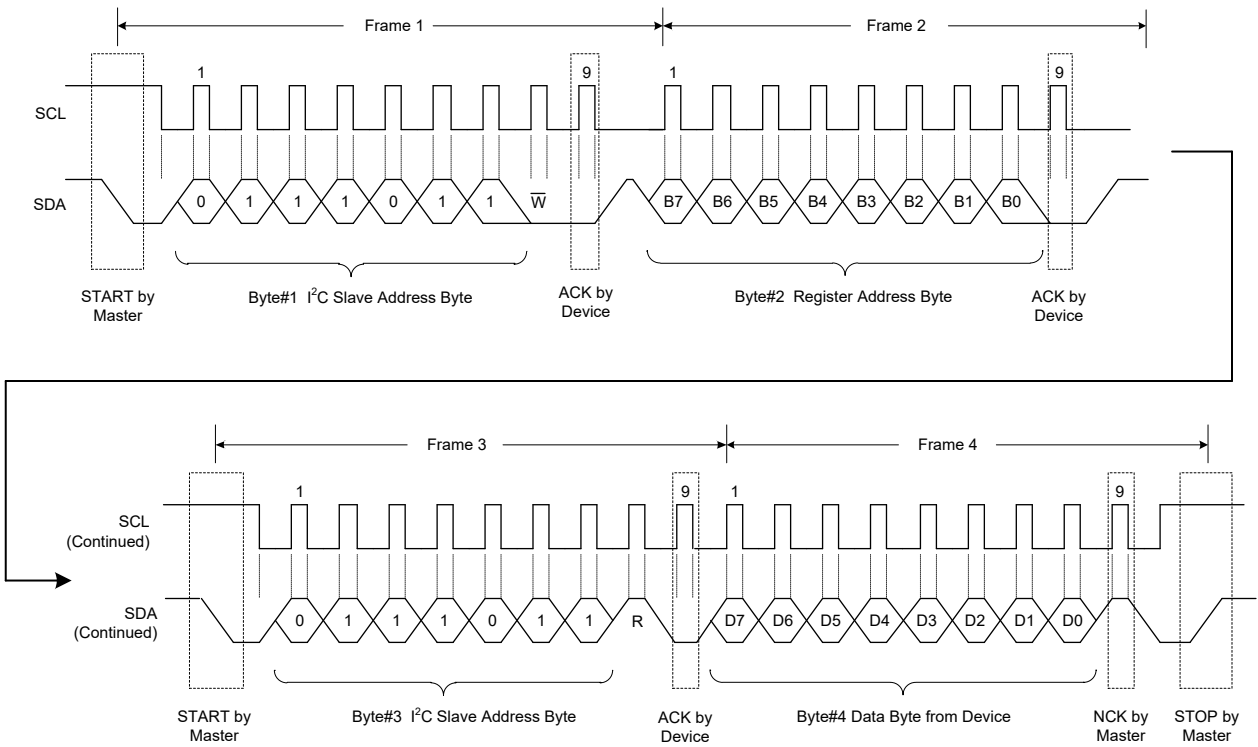 Frame 1 Frame 2
1 9 1 9
SCL
SDA 0 1 1 1 0 1 1 W̅ B7 B6 B5 B4 B3 B2 B1 B0
START by Master
Byte#1 I²C Slave Address Byte
ACK by Device
Byte#2 Register Address Byte
ACK by Device
Frame 3 Frame 4
1 9 1 9
SCL
(Continued)
SDA
(Continued)
0 1 1 1 0 1 1 R D7 D6 D5 D4 D3 D2 D1 D0
START by Master
Byte#3 I²C Slave Address Byte
ACK by Device
Byte#4 Data Byte from Device
NCK by Master
STOP by Master